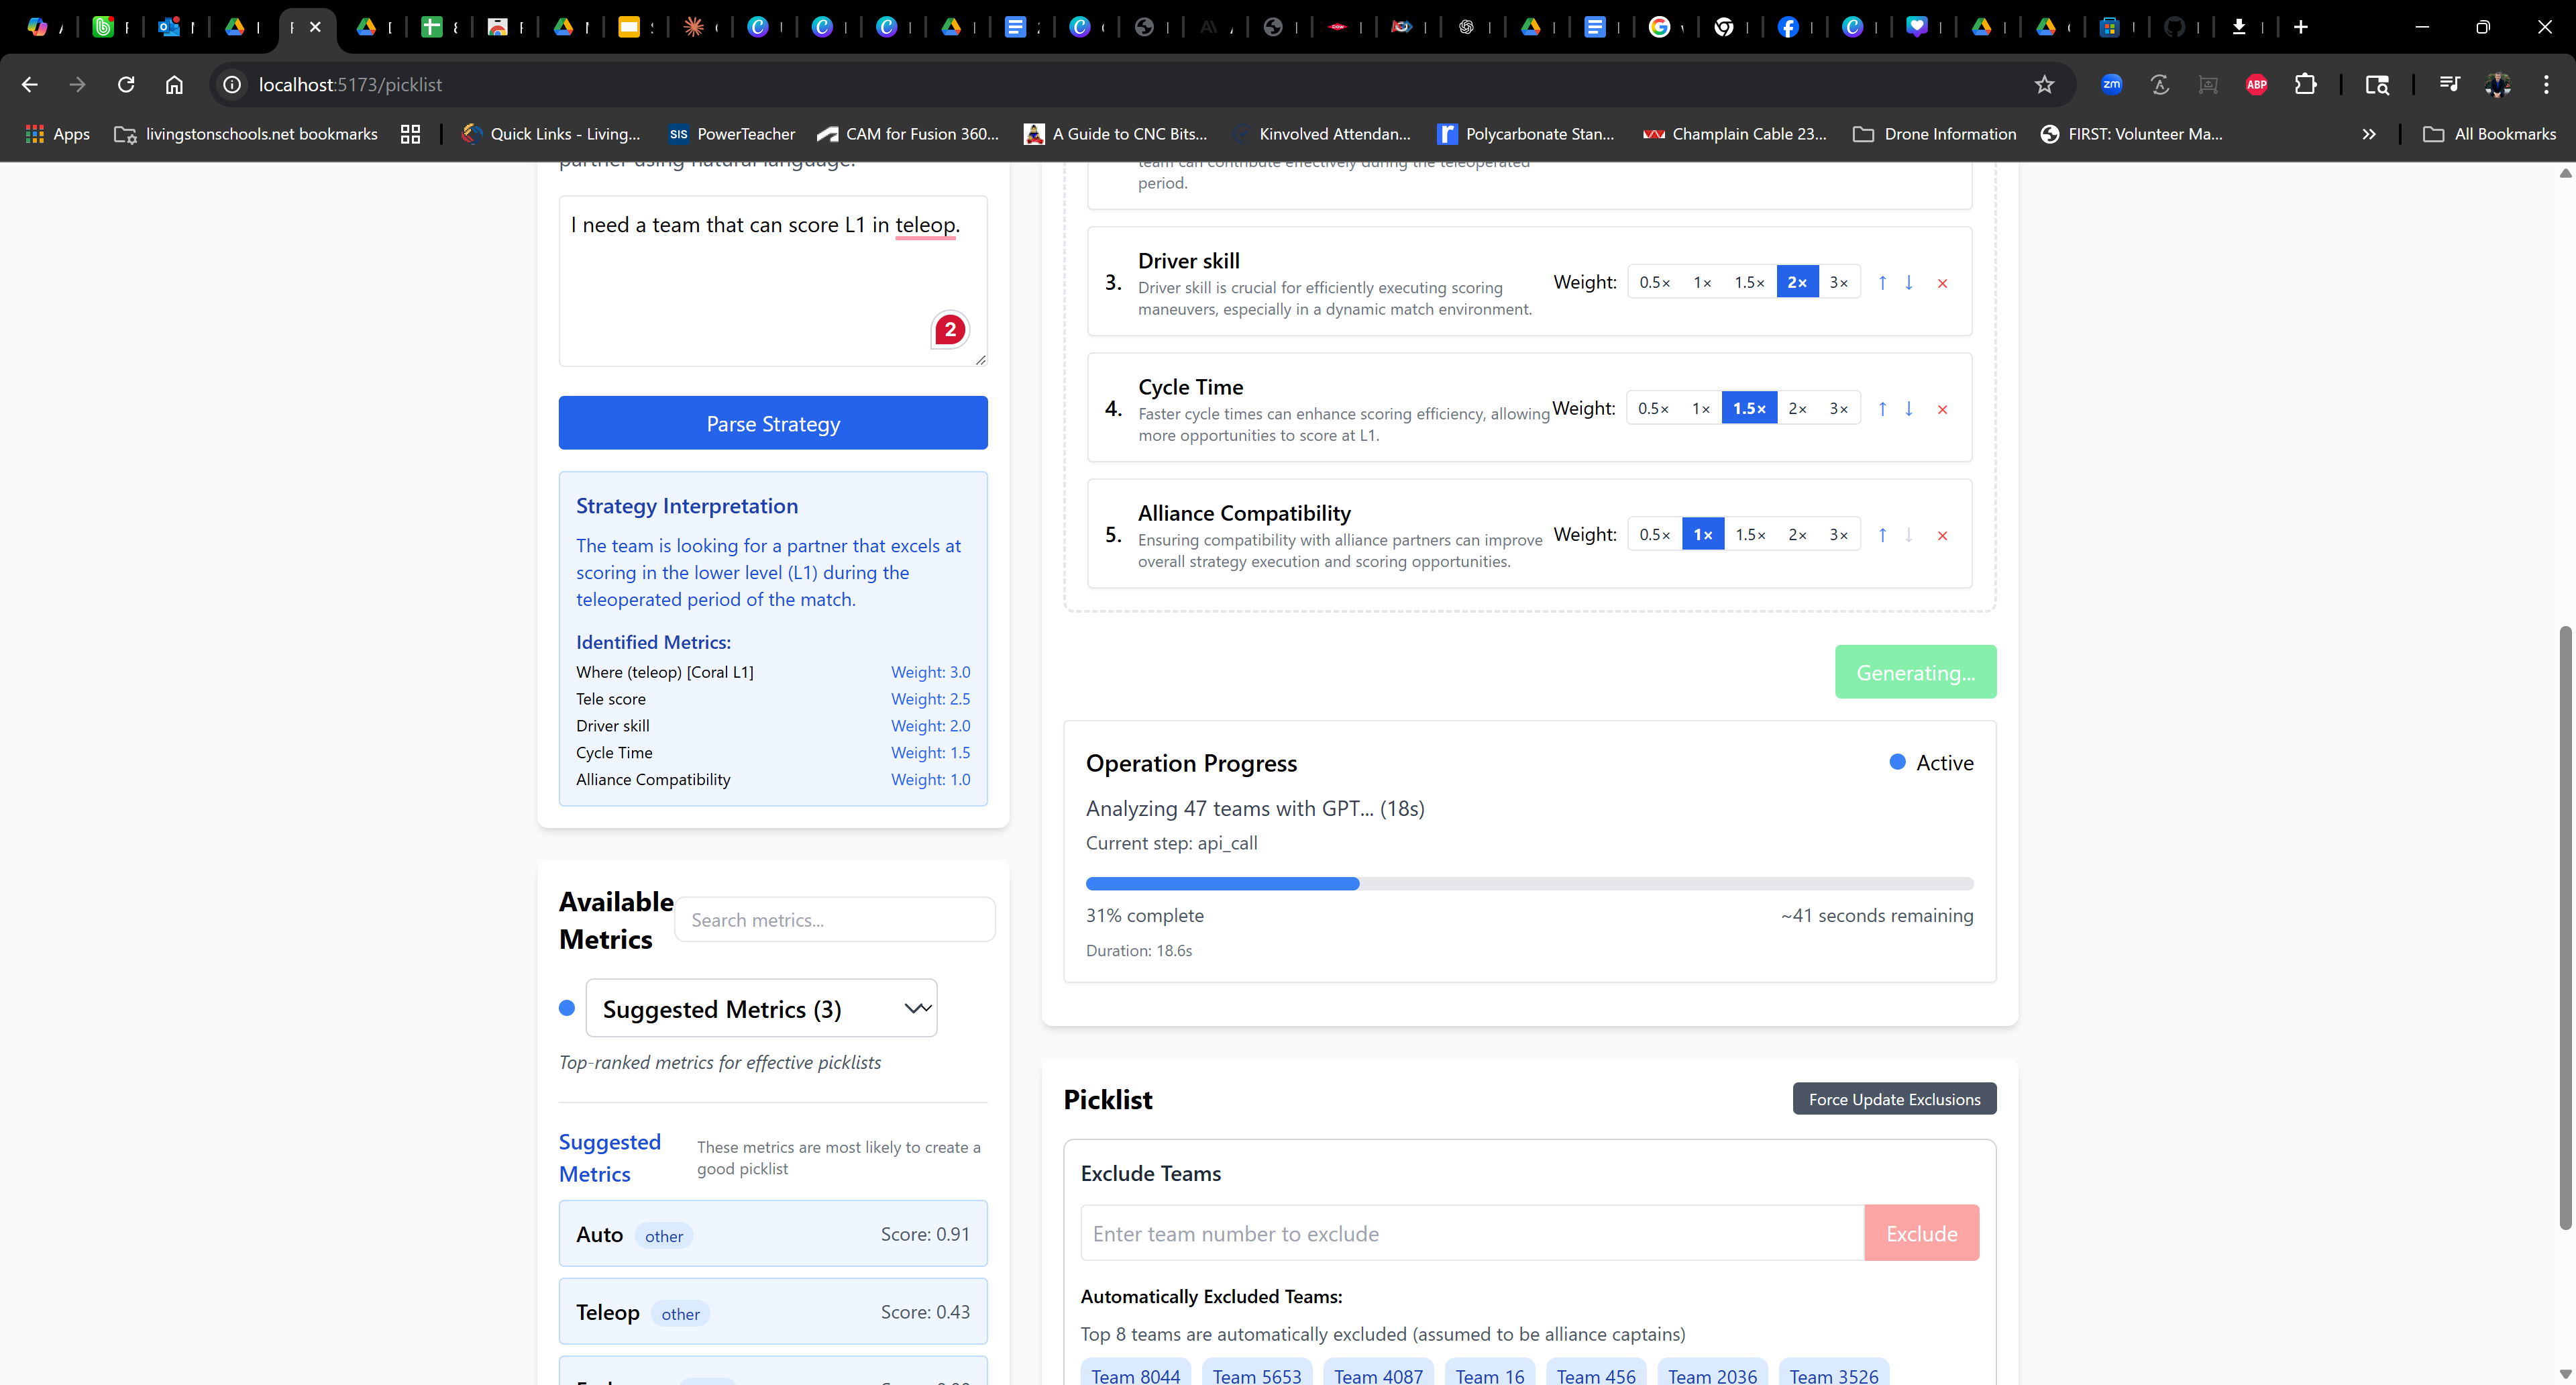 localhost:5173/picklist
Apps
livingstonschools.net bookmarks
Quick Links - Living...
SIS PowerTeacher
CAM for Fusion 360...
A Guide to CNC Bits...
Kinvolved Attendan...
Polycarbonate Stan...
Champlain Cable 23...
Drone Information
FIRST: Volunteer Ma...
All Bookmarks
zm
ABP
partner using natural language.
I need a team that can score L1 in teleop.
2
Parse Strategy
Strategy Interpretation
The team is looking for a partner that excels at
scoring in the lower level (L1) during the
teleoperated period of the match.
Identified Metrics:
Where (teleop) [Coral L1] Weight: 3.0
Tele score Weight: 2.5
Driver skill Weight: 2.0
Cycle Time Weight: 1.5
Alliance Compatibility Weight: 1.0
Available
Metrics
Search metrics...
Suggested Metrics (3)
Top-ranked metrics for effective picklists
Suggested
Metrics
These metrics are most likely to create a
good picklist
Auto other Score: 0.91
Teleop other Score: 0.43
team can contribute effectively during the teleoperated
period.
3. Driver skill
Driver skill is crucial for efficiently executing scoring
maneuvers, especially in a dynamic match environment.
Weight: 0.5× 1× 1.5× 2× 3× ↑ ↓ ×
4. Cycle Time
Faster cycle times can enhance scoring efficiency, allowing
more opportunities to score at L1.
Weight: 0.5× 1× 1.5× 2× 3× ↑ ↓ ×
5. Alliance Compatibility
Ensuring compatibility with alliance partners can improve
overall strategy execution and scoring opportunities.
Weight: 0.5× 1× 1.5× 2× 3× ↑ ↓ ×
Generating...
Operation Progress
Active
Analyzing 47 teams with GPT... (18s)
Current step: api_call
31% complete
~41 seconds remaining
Duration: 18.6s
Picklist
Force Update Exclusions
Exclude Teams
Enter team number to exclude
Exclude
Automatically Excluded Teams:
Top 8 teams are automatically excluded (assumed to be alliance captains)
Team 8044 Team 5653 Team 4087 Team 16 Team 456 Team 2036 Team 3526